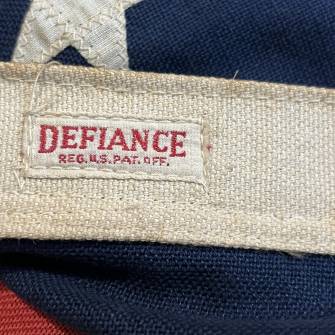 DEFIANCE
REG. U.S. PAT. OFF.